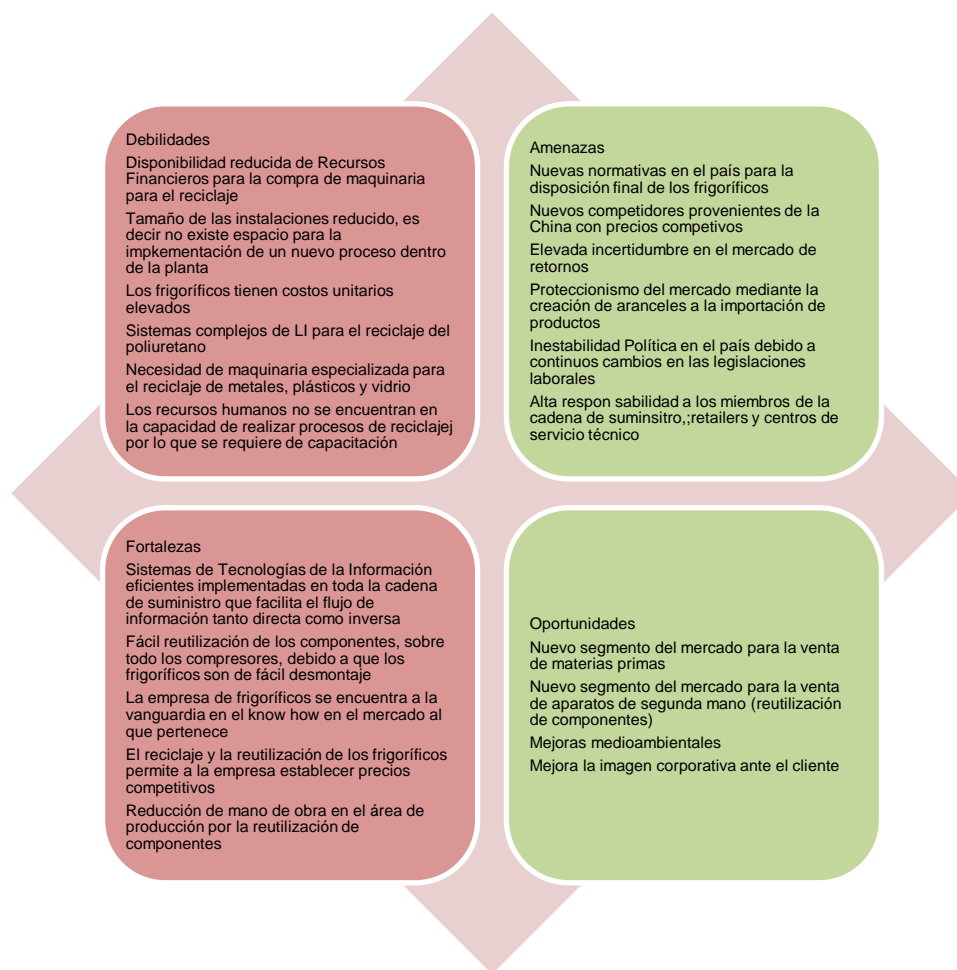 Debilidades
Disponibilidad reducida de Recursos
Financieros para la compra de maquinaria
para el reciclaje
Tamaño de las instalaciones reducido, es
decir no existe espacio para la
impkementación de un nuevo proceso dentro
de la planta
Los frigoríficos tienen costos unitarios
elevados
Sistemas complejos de LI para el reciclaje del
poliuretano
Necesidad de maquinaria especializada para
el reciclaje de metales, plásticos y vidrio
Los recursos humanos no se encuentran en
la capacidad de realizar procesos de reciclajej
por lo que se requiere de capacitación
Amenazas
Nuevas normativas en el país para la
disposición final de los frigoríficos
Nuevos competidores provenientes de la
China con precios competivos
Elevada incertidumbre en el mercado de
retornos
Proteccionismo del mercado mediante la
creación de aranceles a la importación de
productos
Inestabilidad Política en el país debido a
continuos cambios en las legislaciones
laborales
Alta respon sabilidad a los miembros de la
cadena de suminsitro,;retailers y centros de
servicio técnico
Fortalezas
Sistemas de Tecnologías de la Información
eficientes implementadas en toda la cadena
de suministro que facilita el flujo de
información tanto directa como inversa
Fácil reutilización de los componentes, sobre
todo los compresores, debido a que los
frigoríficos son de fácil desmontaje
La empresa de frigoríficos se encuentra a la
vanguardia en el know how en el mercado al
que pertenece
El reciclaje y la reutilización de los frigoríficos
permite a la empresa establecer precios
competitivos
Reducción de mano de obra en el área de
producción por la reutilización de
componentes
Oportunidades
Nuevo segmento del mercado para la venta
de materias primas
Nuevo segmento del mercado para la venta
de aparatos de segunda mano (reutilización
de componentes)
Mejoras medioambientales
Mejora la imagen corporativa ante el cliente